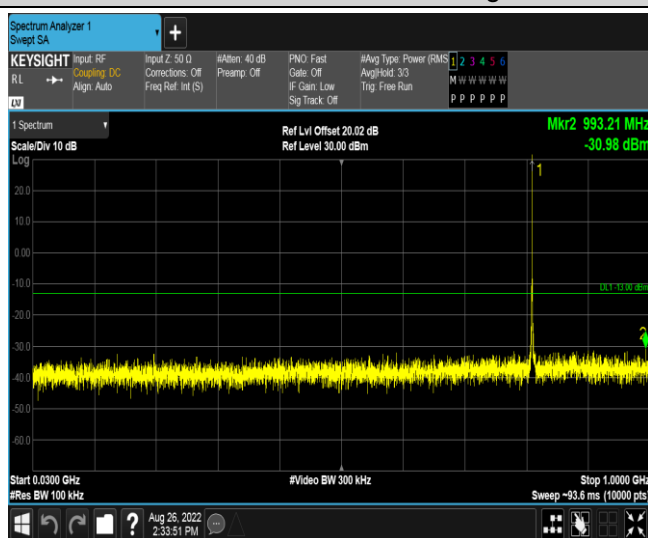 Spectrum Analyzer 1
Swept SA
+
KEYSIGHT Input: RF Input Z: 50 Ω #Atten: 40 dB PNO: Fast #Avg Type: Power (RMS 1 2 3 4 5 6
RL Coupling: DC Corrections: Off Preamp: Off Gate: Off Avg|Hold: 3/3 M W W W W W
Align: Auto Freq Ref: Int (S) IF Gain: Low Trig: Free Run
LXI Sig Track: Off P P P P P P
1 Spectrum Ref Lvl Offset 20.02 dB Mkr2 993.21 MHz
Scale/Div 10 dB Ref Level 30.00 dBm -30.98 dBm
Log
1
20.0
10.0
0.00
DL1 -13.00 dBm
-10.0
-20.0
2
-30.0
-40.0
-50.0
-60.0
Start 0.0300 GHz #Video BW 300 kHz Stop 1.0000 GHz
#Res BW 100 kHz Sweep ~93.6 ms (10000 pts)
? Aug 26, 2022
2:33:51 PM